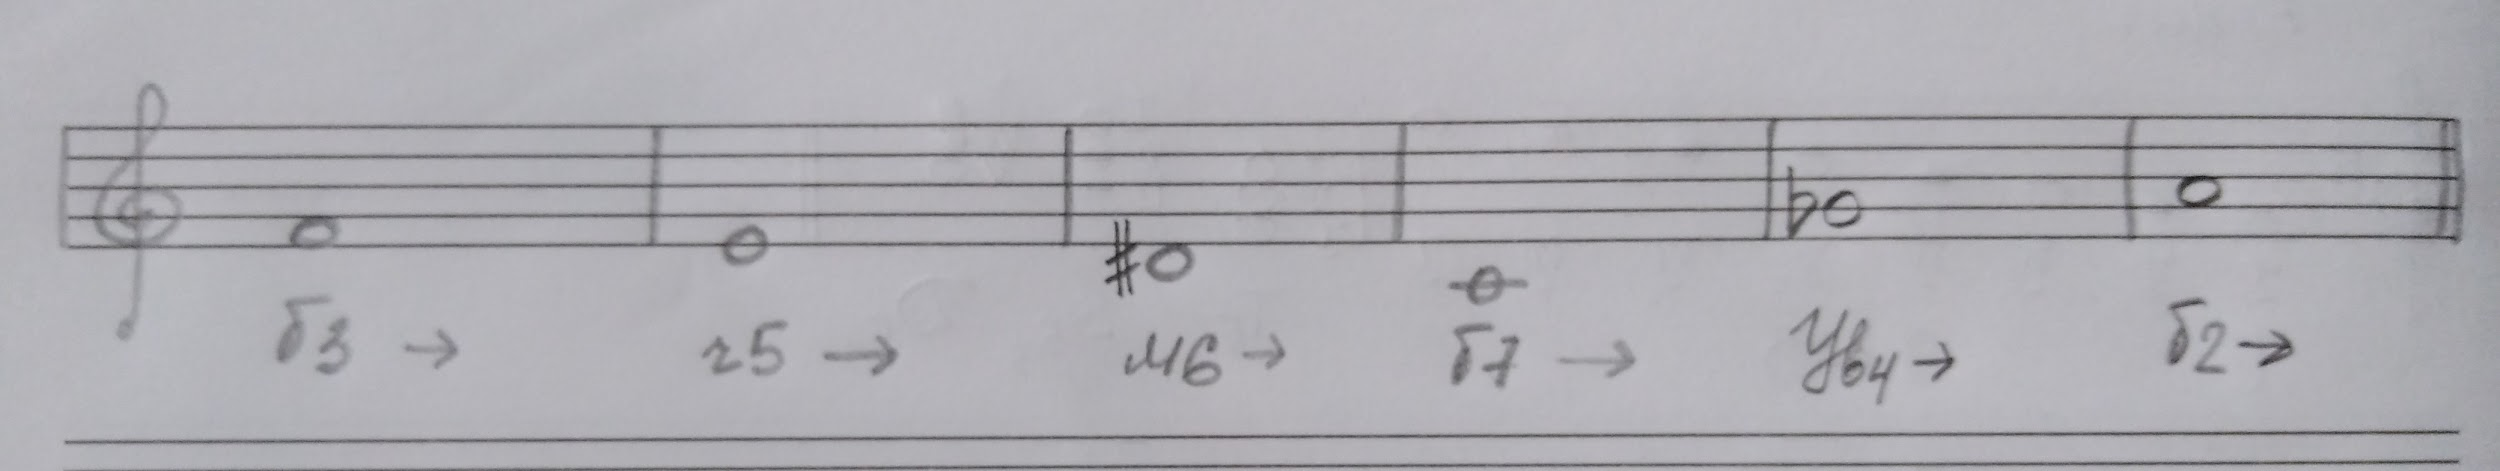 б3 → ч5 → м6 → б7 → Ув4 → б2 →